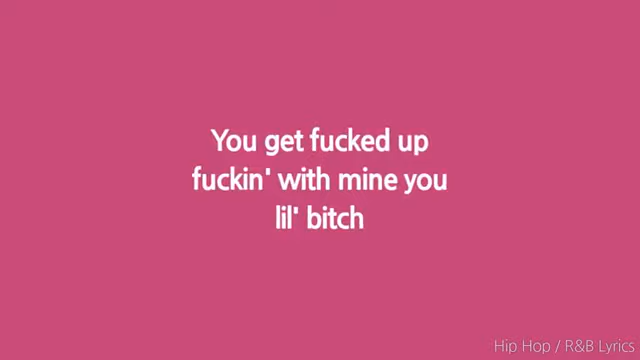 You get fucked up
fuckin' with mine you
lil' bitch
Hip Hop / R&B Lyrics